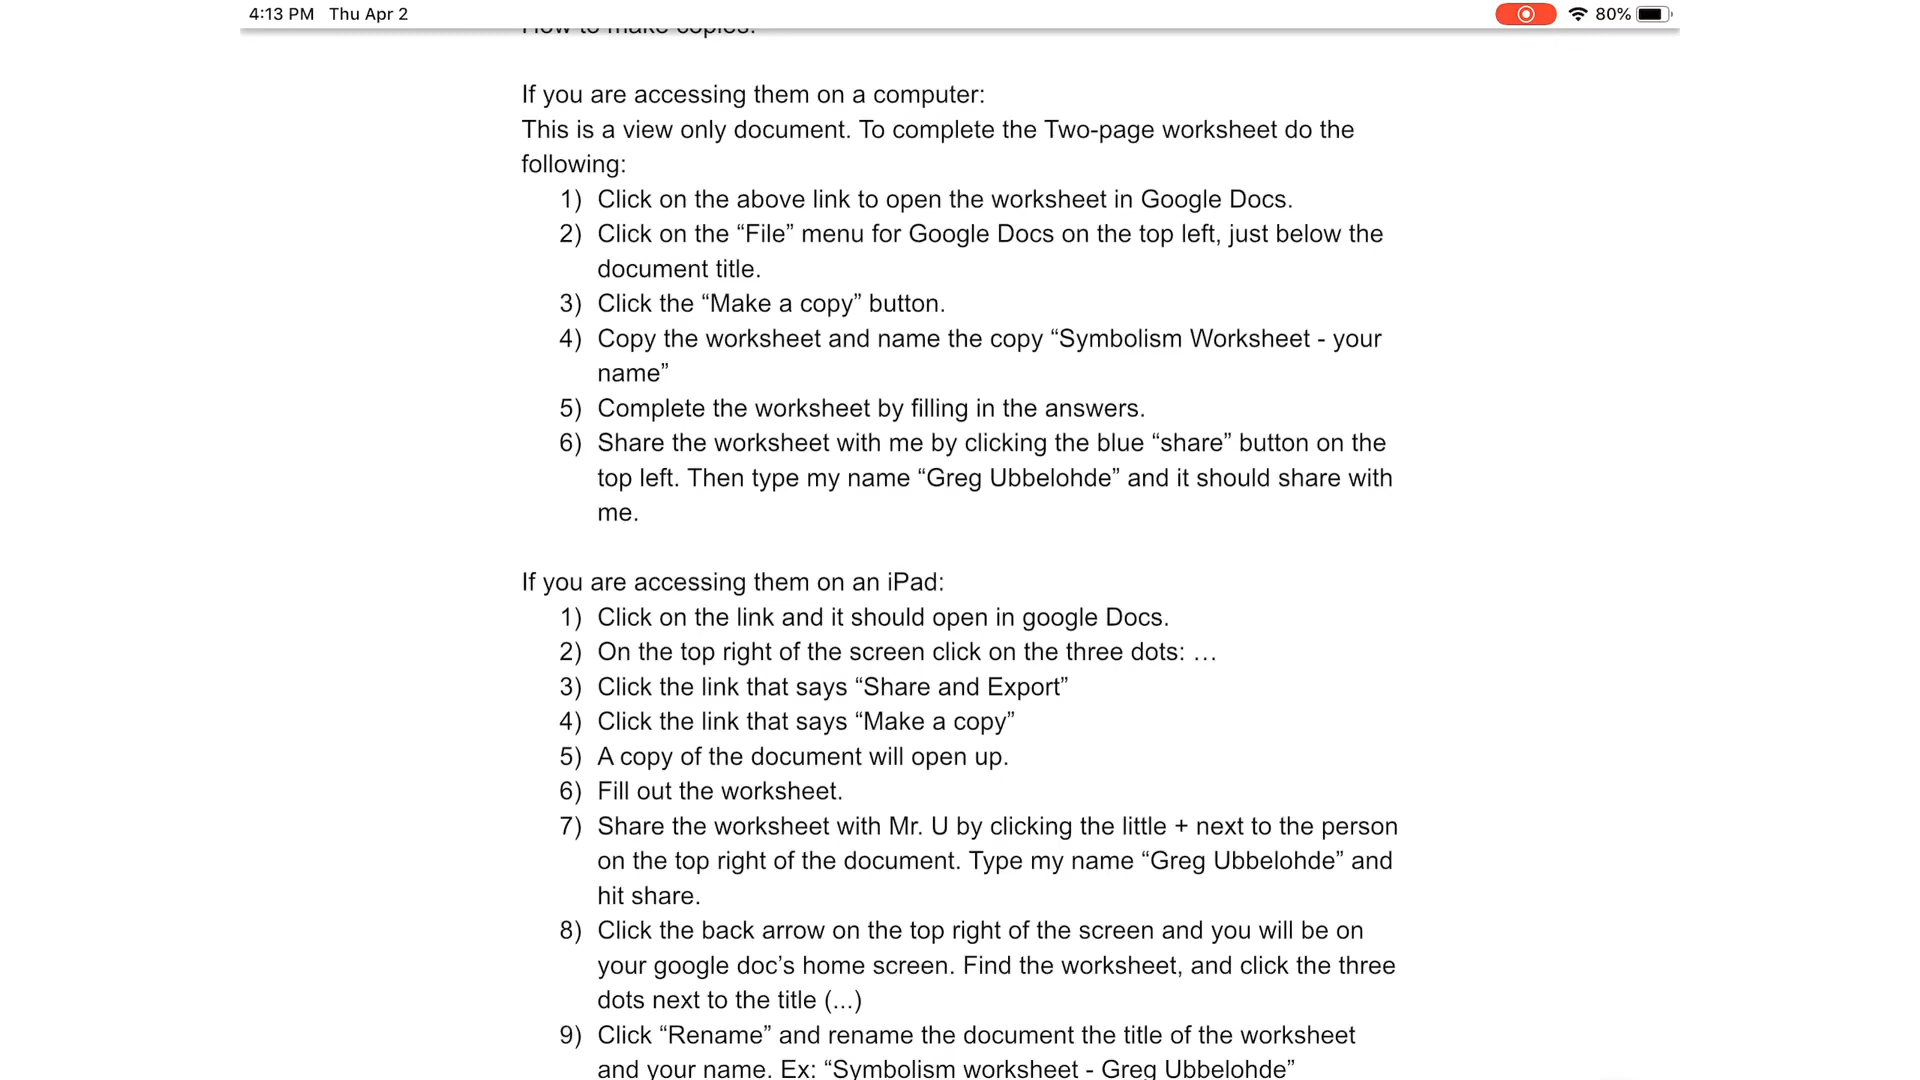 4:13 PM Thu Apr 2
80%
How to make copies:
If you are accessing them on a computer:
This is a view only document. To complete the Two-page worksheet do the
following:
1) Click on the above link to open the worksheet in Google Docs.
2) Click on the “File” menu for Google Docs on the top left, just below the
document title.
3) Click the “Make a copy” button.
4) Copy the worksheet and name the copy “Symbolism Worksheet - your
name”
5) Complete the worksheet by filling in the answers.
6) Share the worksheet with me by clicking the blue “share” button on the
top left. Then type my name “Greg Ubbelohde” and it should share with
me.
If you are accessing them on an iPad:
1) Click on the link and it should open in google Docs.
2) On the top right of the screen click on the three dots: …
3) Click the link that says “Share and Export”
4) Click the link that says “Make a copy”
5) A copy of the document will open up.
6) Fill out the worksheet.
7) Share the worksheet with Mr. U by clicking the little + next to the person
on the top right of the document. Type my name “Greg Ubbelohde” and
hit share.
8) Click the back arrow on the top right of the screen and you will be on
your google doc’s home screen. Find the worksheet, and click the three
dots next to the title (...)
9) Click “Rename” and rename the document the title of the worksheet
and your name. Ex: “Symbolism worksheet - Greg Ubbelohde”